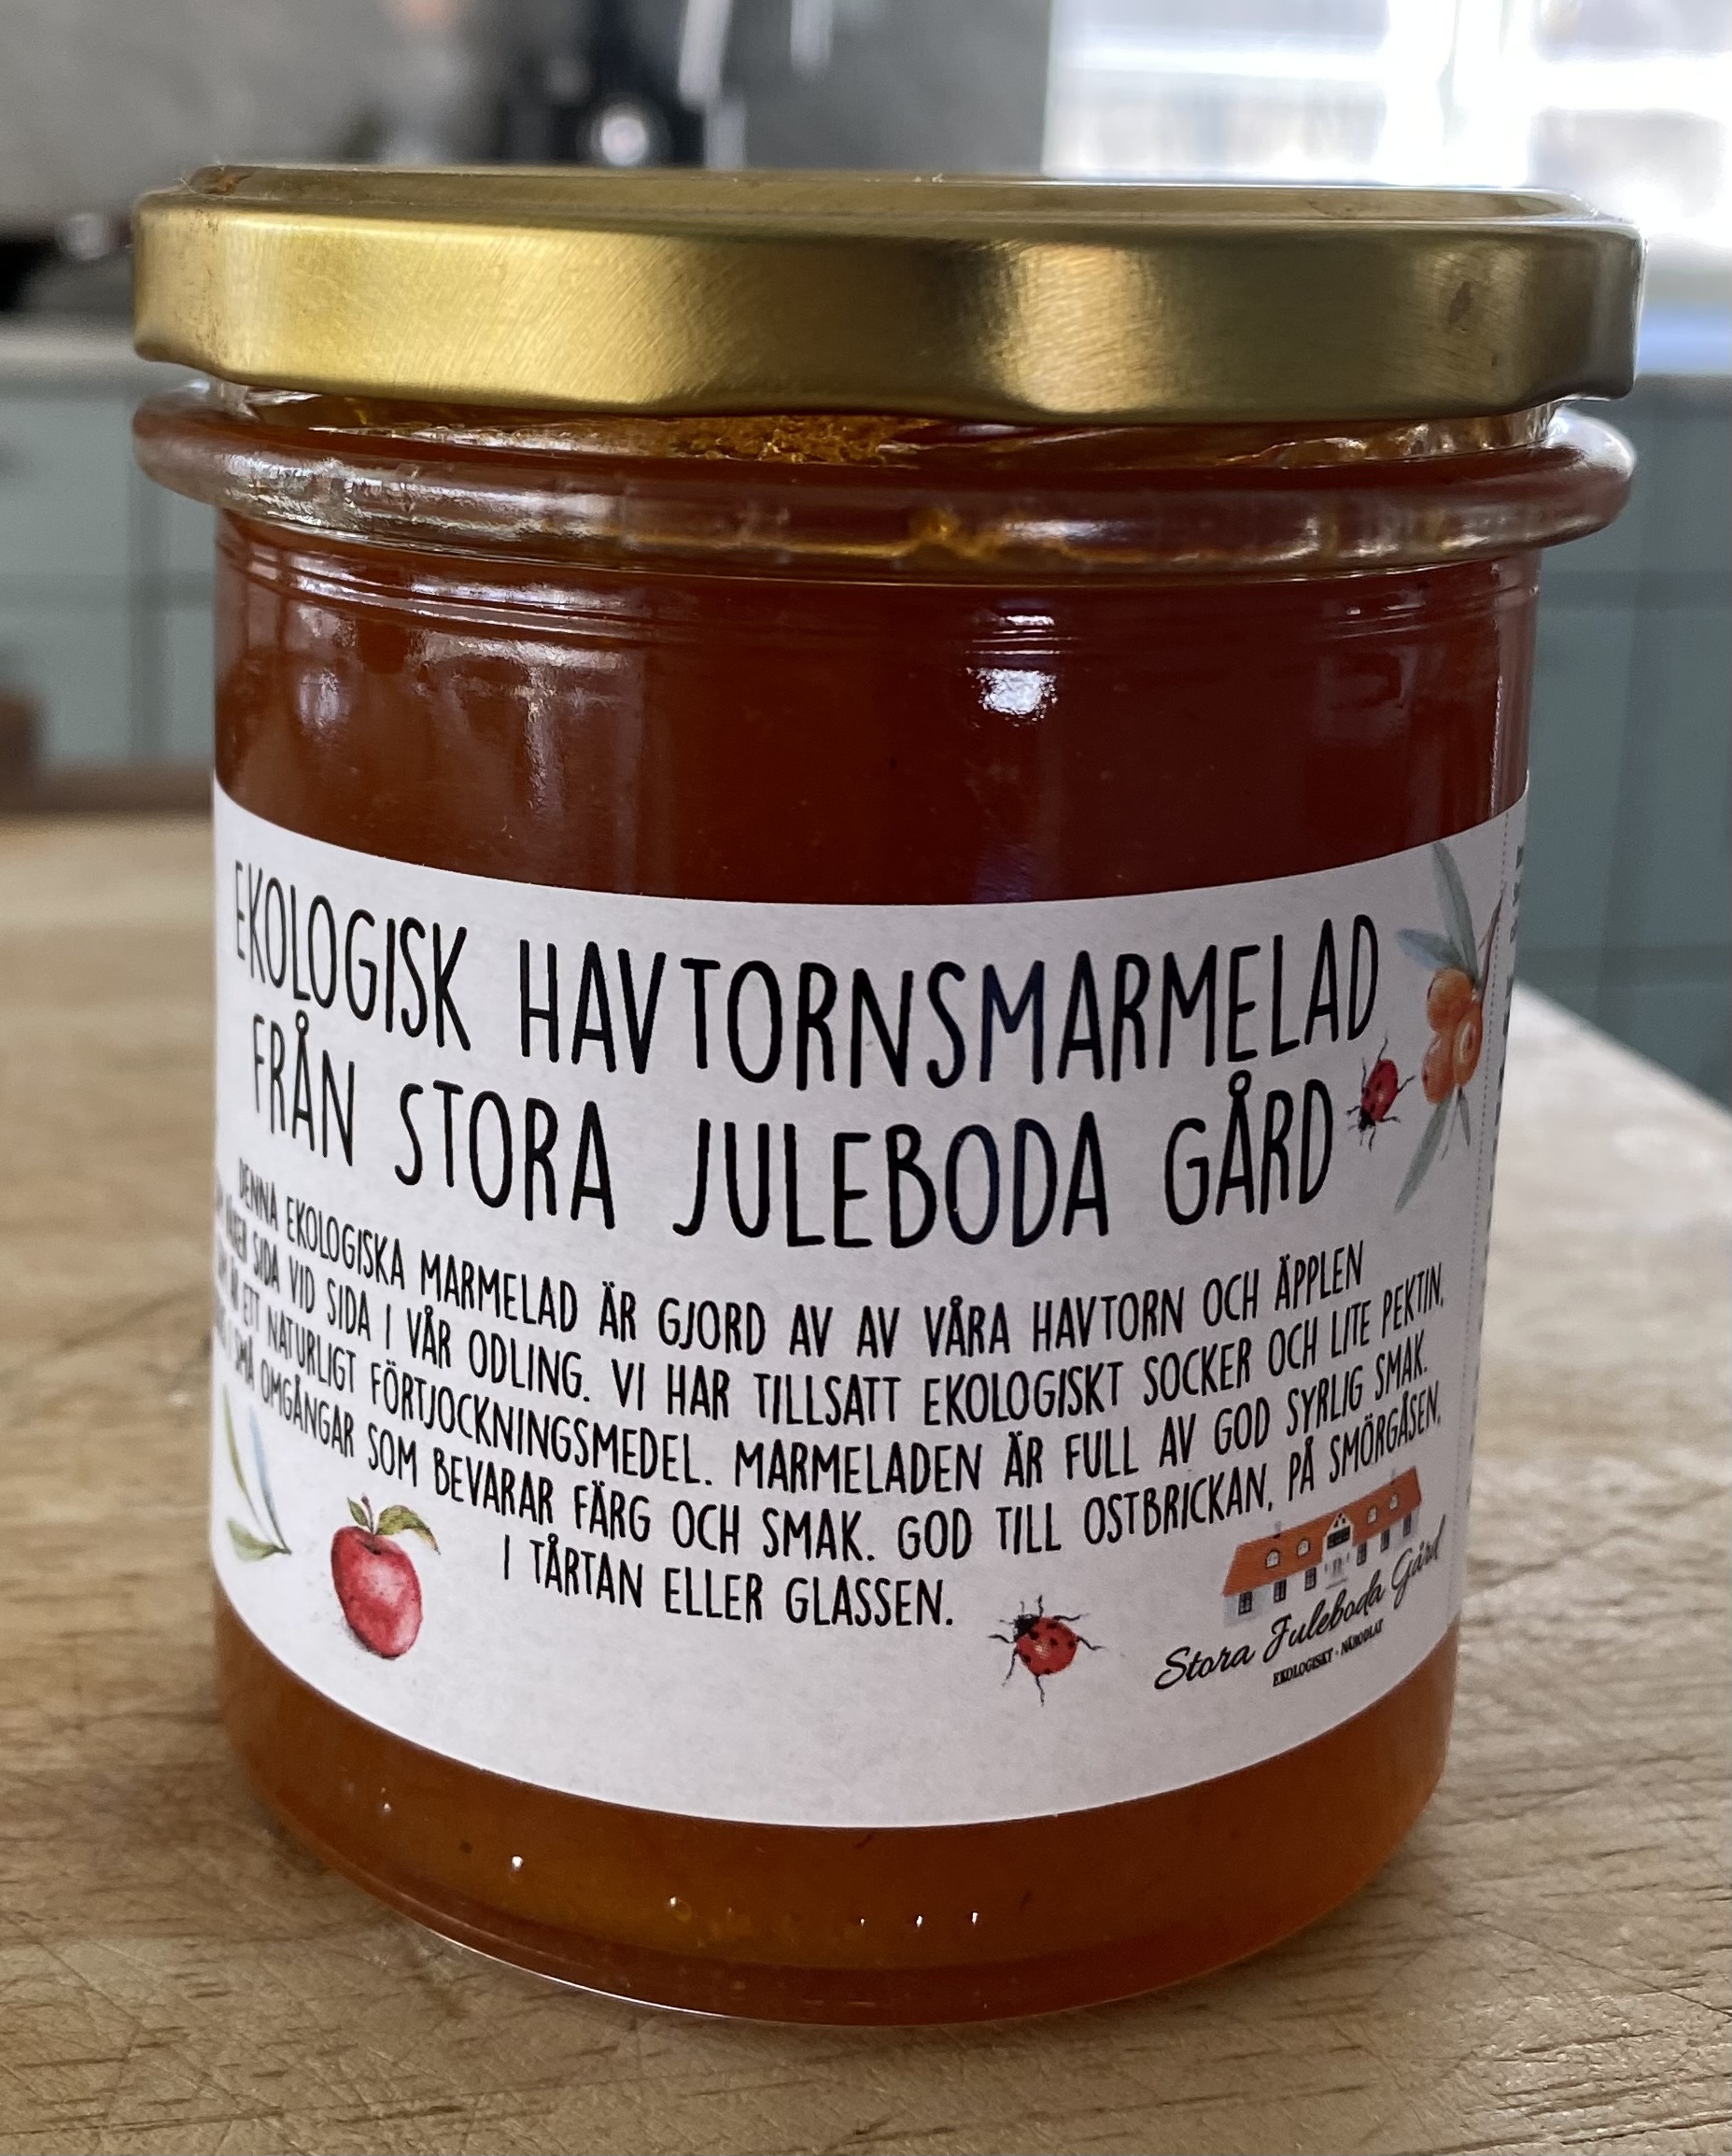 EKOLOGISK HAVTORNSMARMELAD
FRÅN STORA JULEBODA GÅRD
DENNA EKOLOGISKA MARMELAD ÄR GJORD AV AV VÅRA HAVTORN OCH ÄPPLEN
SIDA VID SIDA I VÅR ODLING. VI HAR TILLSATT EKOLOGISKT SOCKER OCH LITE PEKTIN,
ÄR ETT NATURLIGT FÖRTJOCKNINGSMEDEL. MARMELADEN ÄR FULL AV GOD SYRLIG SMAK.
I SMÅ OMGÅNGAR SOM BEVARAR FÄRG OCH SMAK. GOD TILL OSTBRICKAN, PÅ SMÖRGÅSEN,
I TÅRTAN ELLER GLASSEN.
Stora Juleboda Gård
EKOLOGISKT · NÄRODLAT